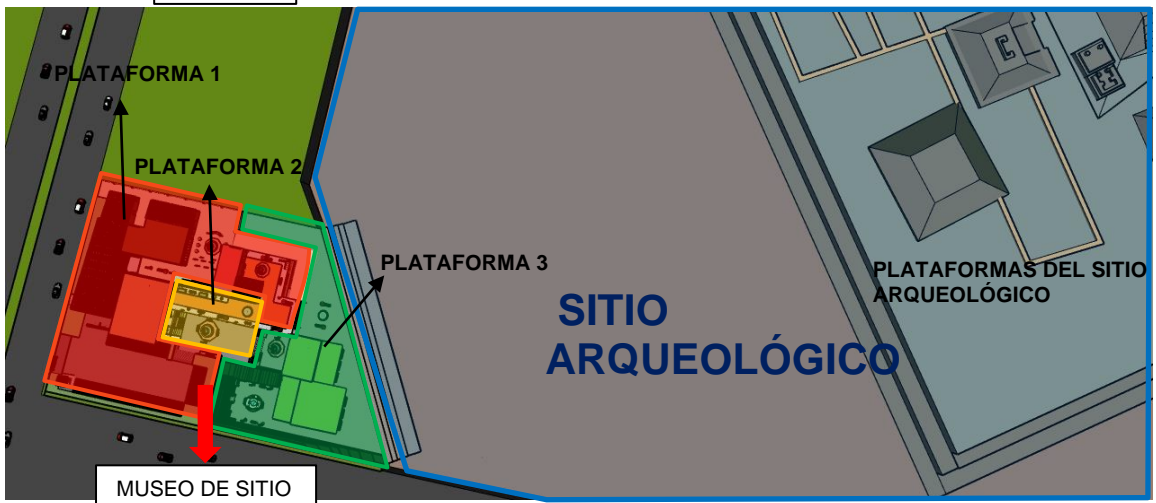 PLATAFORMA 1
PLATAFORMA 2
PLATAFORMA 3
PLATAFORMAS DEL SITIO
ARQUEOLÓGICO
SITIO
ARQUEOLÓGICO
MUSEO DE SITIO